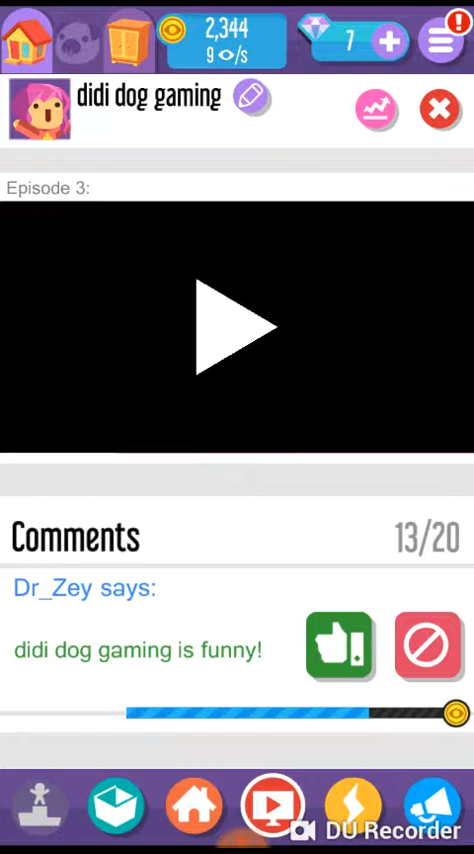 2,344
9 /s
7
!
didi dog gaming
Episode 3:
Comments 13/20
Dr_Zey says:
didi dog gaming is funny!
DU Recorder